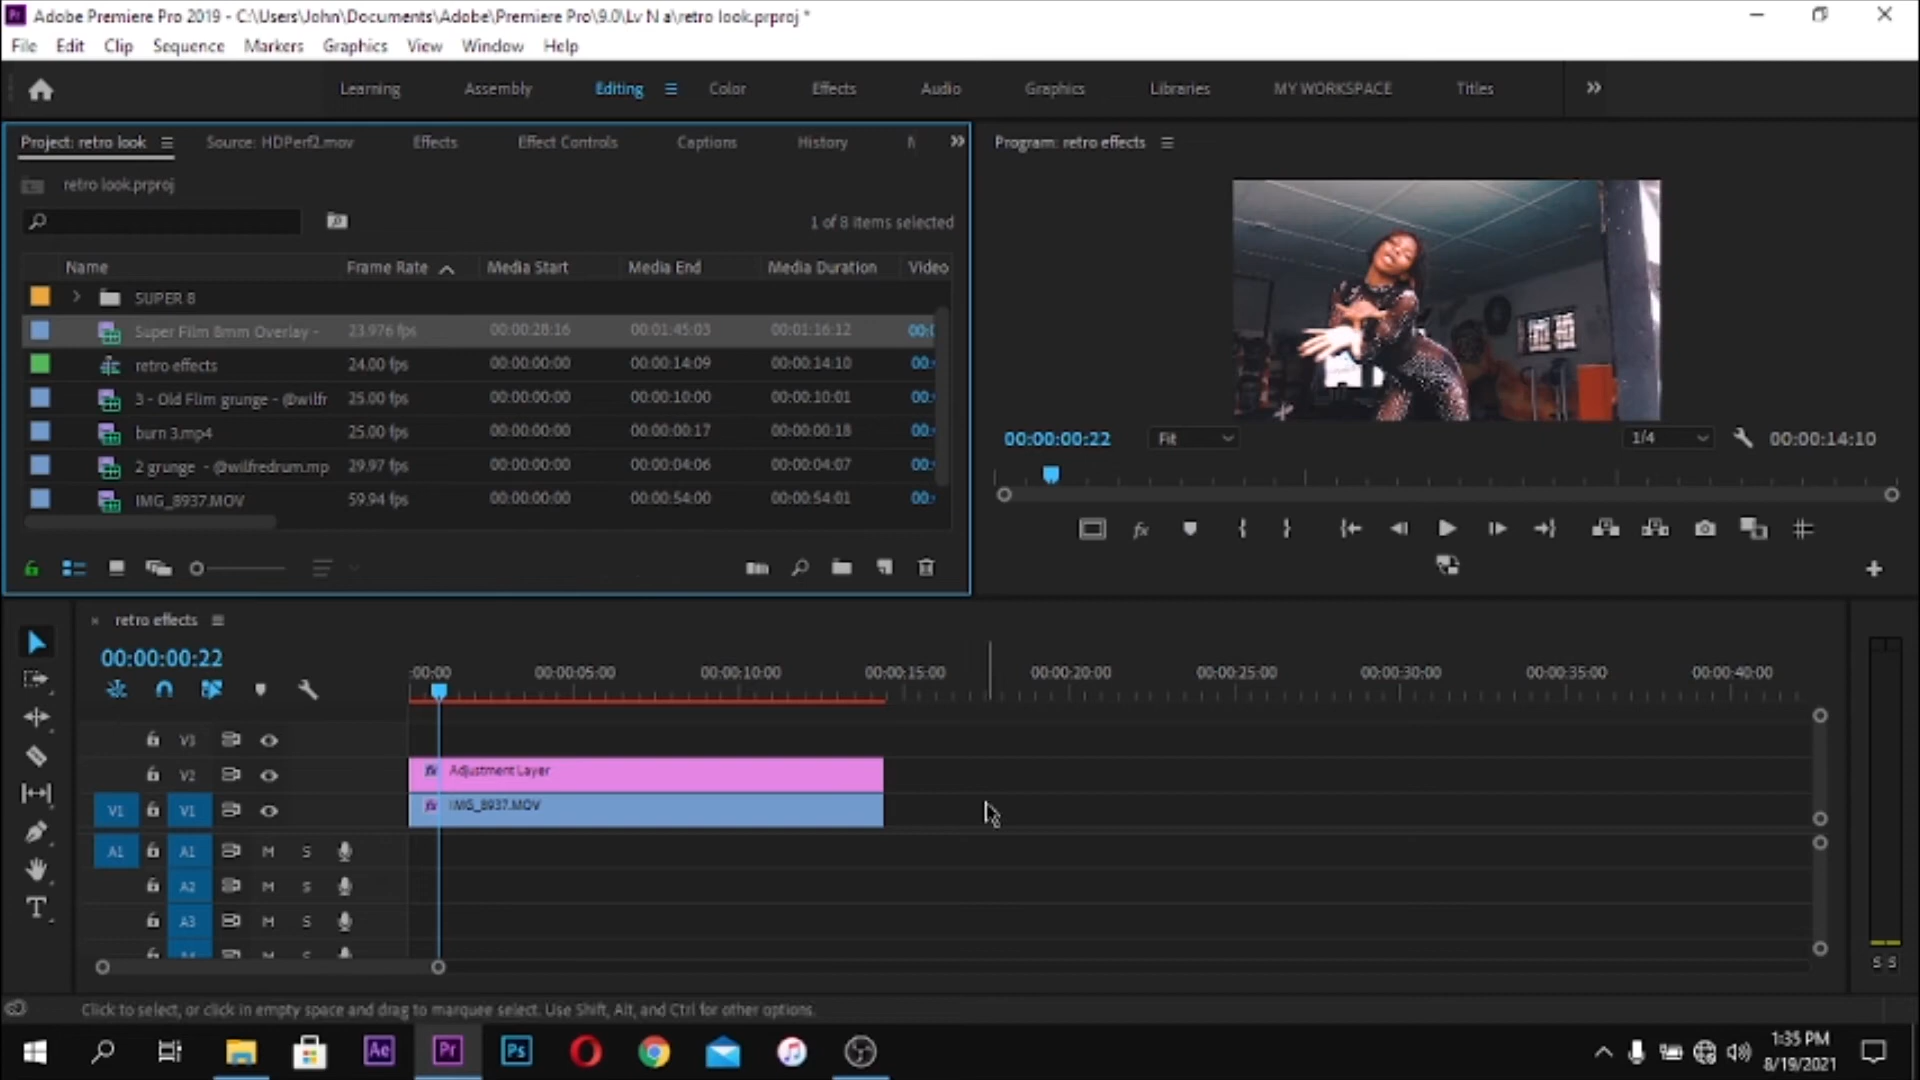 Adobe Premiere Pro 2019 - C:\Users\John\Documents\Adobe\Premiere Pro\9.0\Lv N a\retro look.prproj *
File Edit Clip Sequence Markers Graphics View Window Help
Learning Assembly Editing Color Effects Audio Graphics Libraries MY WORKSPACE Titles
Project: retro look Source: HDPerf2.mov Effects Effect Controls Captions History
Program: retro effects
retro look.prproj
1 of 8 items selected
Name Frame Rate Media Start Media End Media Duration Video
SUPER 8
Super Film 8mm Overlay - 23.976 fps 00:00:28:16 00:01:45:03 00:01:16:12
retro effects 24.00 fps 00:00:00:00 00:00:14:09 00:00:14:10 00:
3 - Old Flim grunge - @wilfr 25.00 fps 00:00:00:00 00:00:10:00 00:00:10:01 00:
burn 3.mp4 25.00 fps 00:00:00:00 00:00:00:17 00:00:00:18 00:
2 grunge - @wilfredrum.mp 29.97 fps 00:00:00:00 00:00:04:06 00:00:04:07 00:
IMG_8937.MOV 59.94 fps 00:00:00:00 00:00:54:00 00:00:54:01 00:
00:00:00:22 Fit 1/4 00:00:14:10
retro effects
00:00:00:22
:00:00 00:00:05:00 00:00:10:00 00:00:15:00 00:00:20:00 00:00:25:00 00:00:30:00 00:00:35:00 00:00:40:00
V3
V2 fx Adjustment Layer
V1 V1 fx IMG_8937.MOV
A1 A1 M S
A2 M S
A3 M S
S S
Click to select, or click in empty space and drag to marquee select. Use Shift, Alt, and Ctrl for other options.
Ae Pr Ps
1:35 PM
8/19/2021